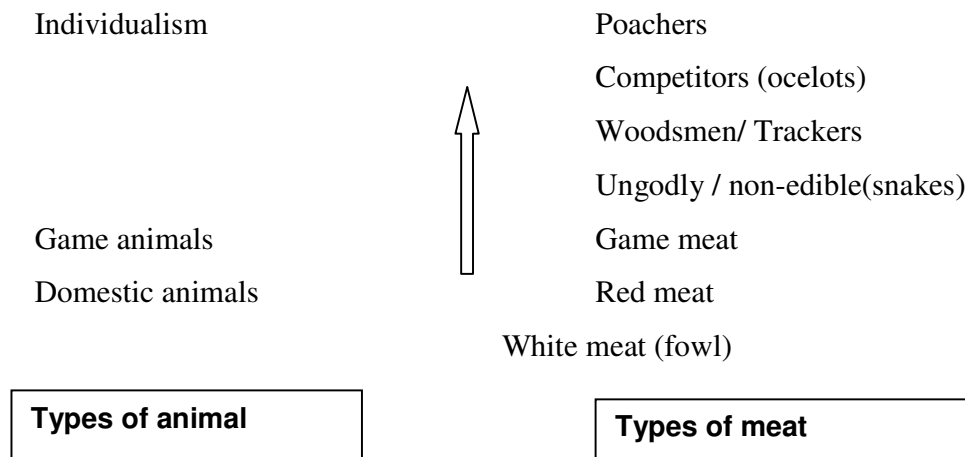 Individualism Poachers
Competitors (ocelots)
Woodsmen/ Trackers
Ungodly / non-edible(snakes)
Game animals Game meat
Domestic animals Red meat
White meat (fowl)
Types of animal Types of meat